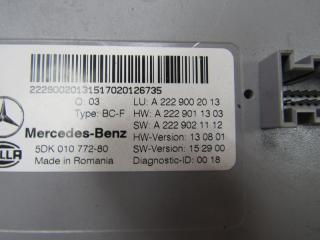 22290020131517020126735
Q: 03 LU: A 222 900 20 13
Type: BC-F HW: A 222 901 13 03
Mercedes-Benz SW: A 222 902 11 12
5DK 010 772-80 HW-Version: 13 08 01
Made in Romania SW-Version: 15 29 00
HELLA Diagnostic-ID: 00 18